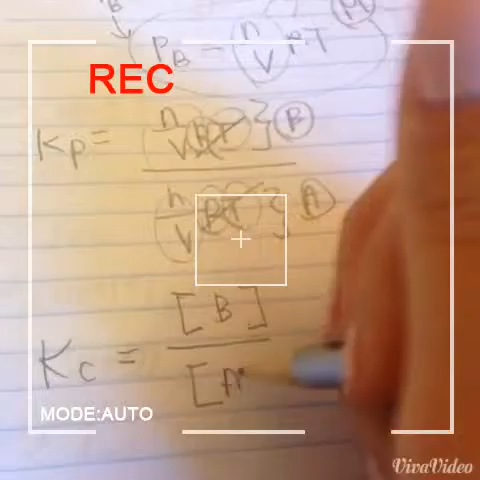 B
P_B = n/V RT
REC
n
Kp = V RT } B
n
V RT } A
[B]
Kc =
[A
MODE:AUTO
VivaVideo